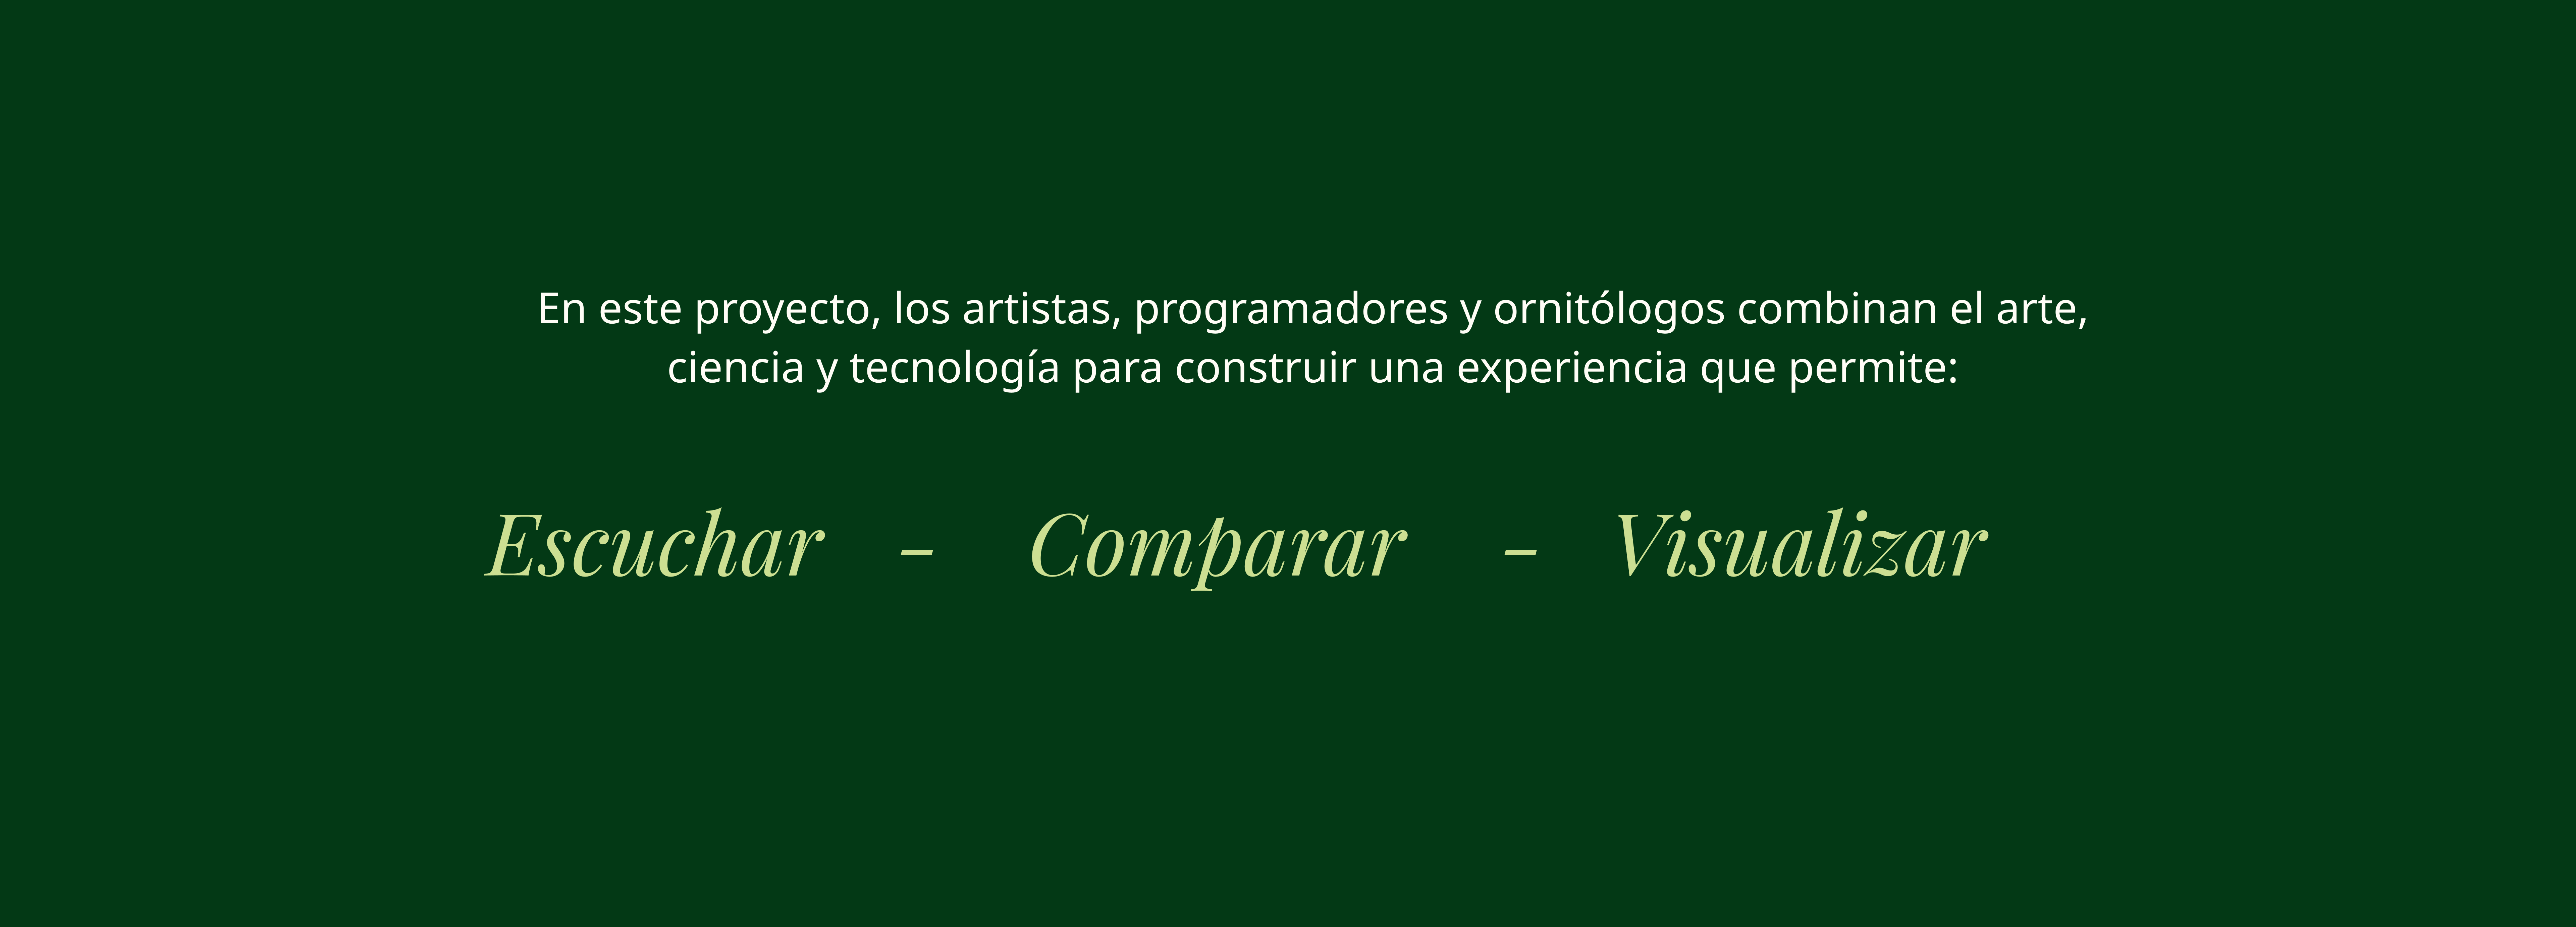 En este proyecto, los artistas, programadores y ornitólogos combinan el arte,
ciencia y tecnología para construir una experiencia que permite:
Escuchar - Comparar - Visualizar